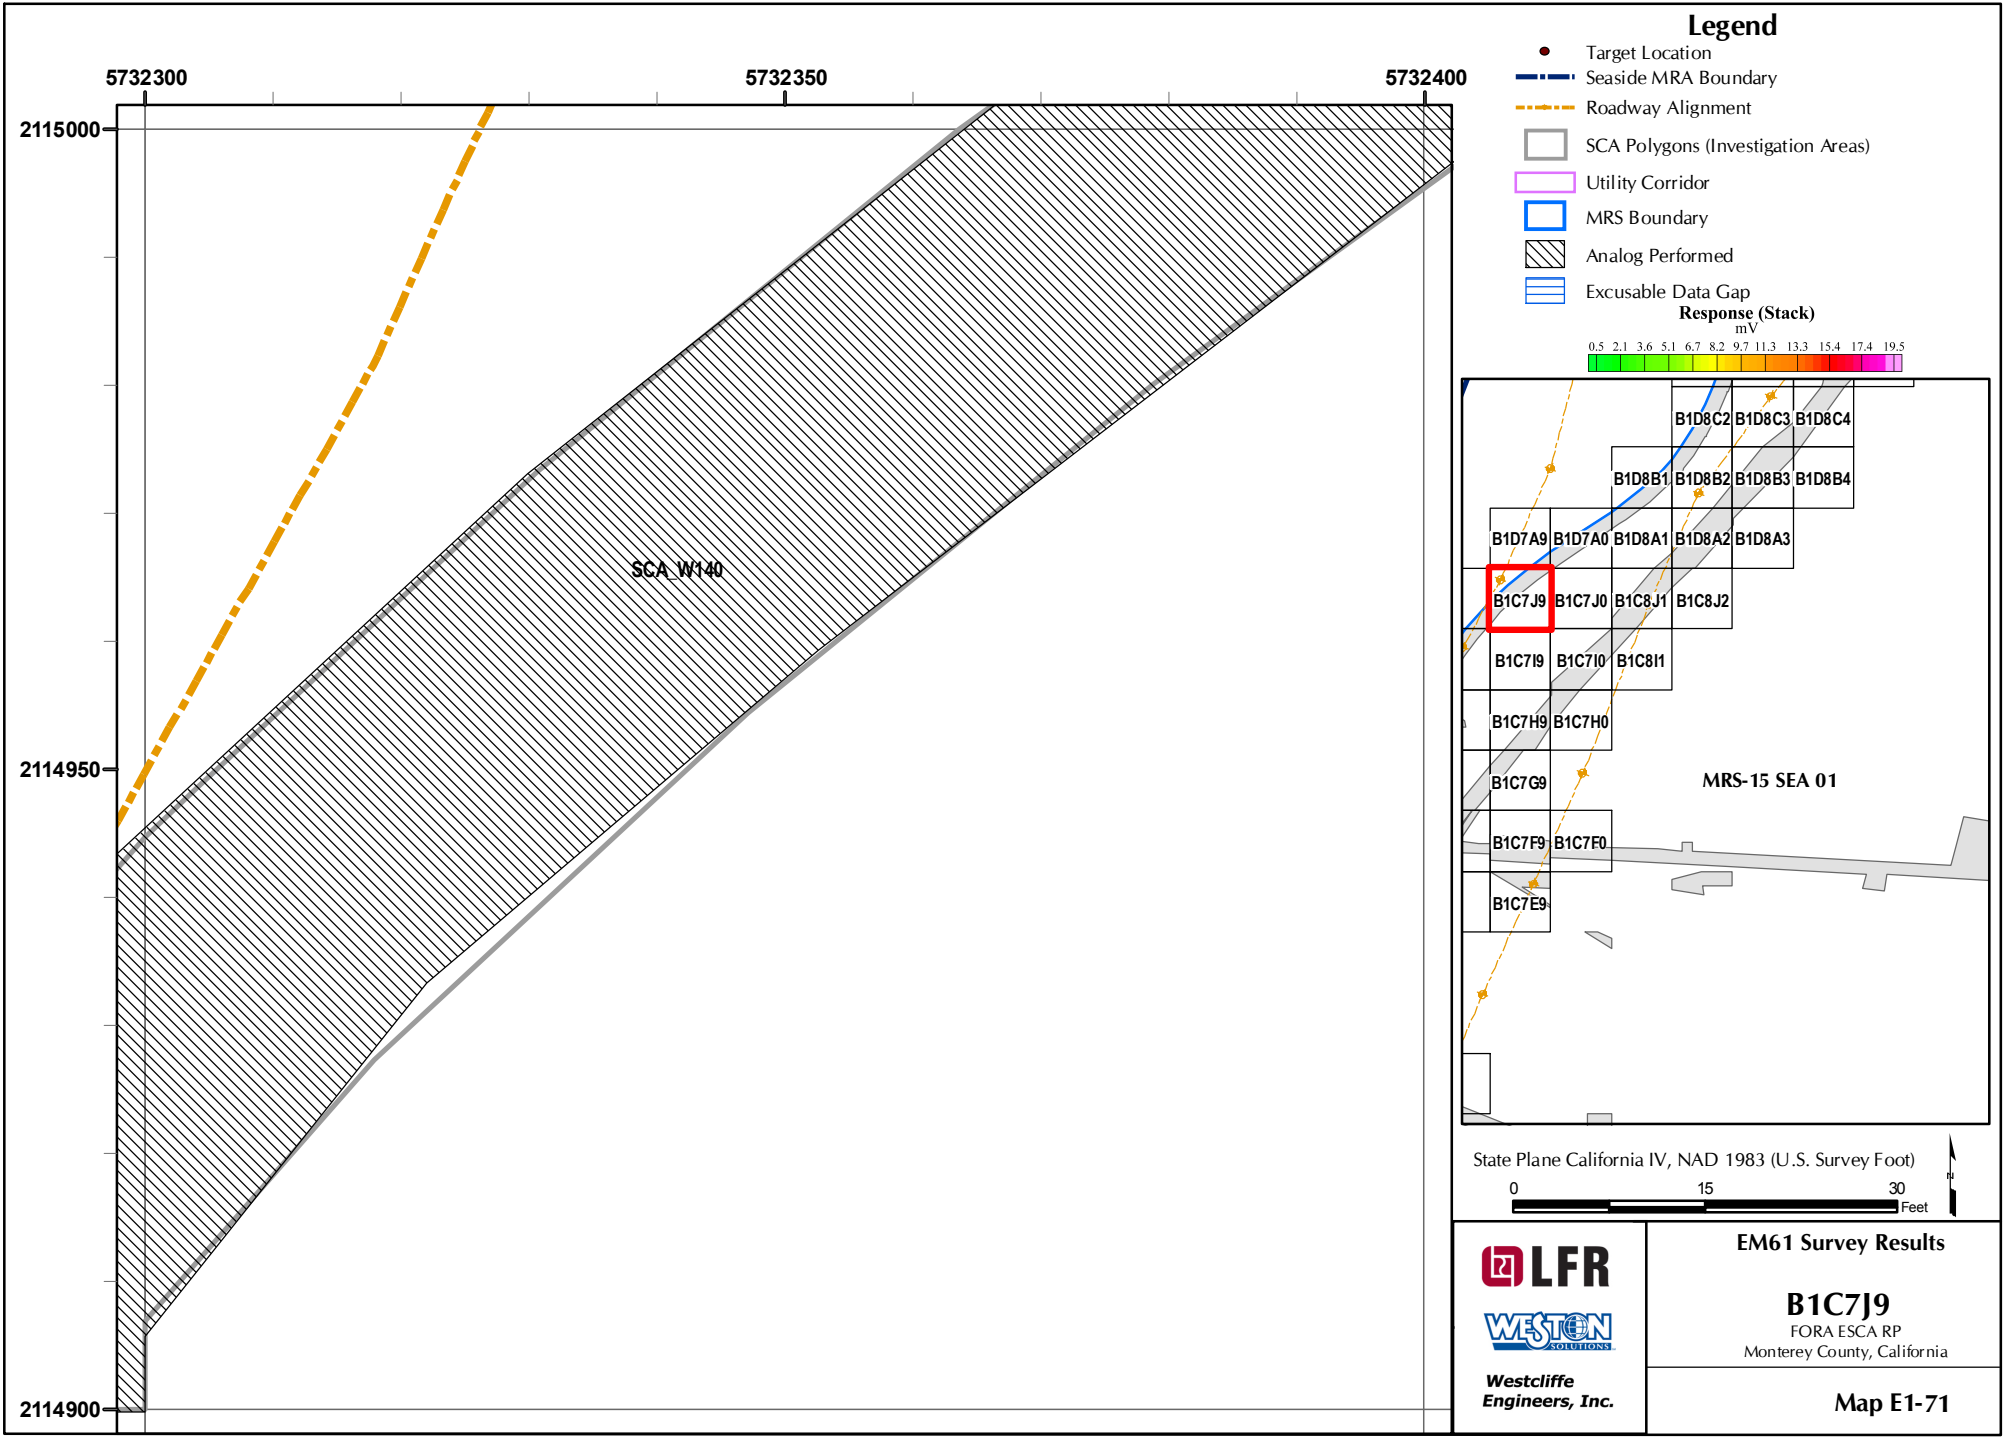 5732300
5732350
5732400
2115000
2114950
2114900
SCA_W140
Legend
Target Location
Seaside MRA Boundary
Roadway Alignment
SCA Polygons (Investigation Areas)
Utility Corridor
MRS Boundary
Analog Performed
Excusable Data Gap
Response (Stack)
mV
0.5 2.1 3.6 5.1 6.7 8.2 9.7 11.3 13.3 15.4 17.4 19.5
B1D8C2 B1D8C3 B1D8C4
B1D8B1 B1D8B2 B1D8B3 B1D8B4
B1D7A9 B1D7A0 B1D8A1 B1D8A2 B1D8A3
B1C7J9 B1C7J0 B1C8J1 B1C8J2
B1C7I9 B1C7I0 B1C8I1
B1C7H9 B1C7H0
B1C7G9
MRS-15 SEA 01
B1C7F9 B1C7F0
B1C7E9
State Plane California IV, NAD 1983 (U.S. Survey Foot)
N
0 15 30
Feet
LFR
WESTON
SOLUTIONS
Westcliffe
Engineers, Inc.
EM61 Survey Results
B1C7J9
FORA ESCA RP
Monterey County, California
Map E1-71